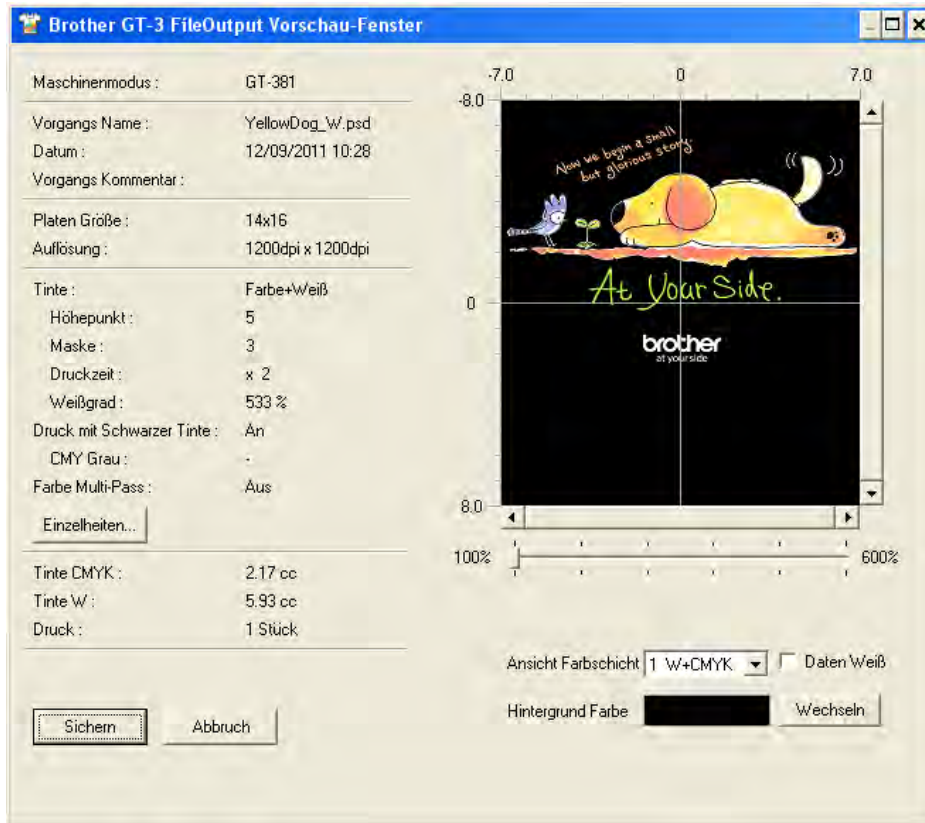 Brother GT-3 FileOutput Vorschau-Fenster
Maschinenmodus : GT-381
Vorgangs Name : YellowDog_W.psd
Datum : 12/09/2011 10:28
Vorgangs Kommentar :
Platen Größe : 14x16
Auflösung : 1200dpi x 1200dpi
Tinte : Farbe+Weiß
Höhepunkt : 5
Maske : 3
Druckzeit : x 2
Weißgrad : 533 %
Druck mit Schwarzer Tinte : An
CMY Grau : -
Farbe Multi-Pass : Aus
Einzelheiten...
Tinte CMYK : 2.17 cc
Tinte W : 5.93 cc
Druck : 1 Stück
Sichern Abbruch
-7.0 0 7.0
-8.0
Now we begin a small
but glorious story.
At Your Side.
0
brother
at your side
8.0
100% 600%
Ansicht Farbschicht 1 W+CMYK Daten Weiß
Hintergrund Farbe Wechseln